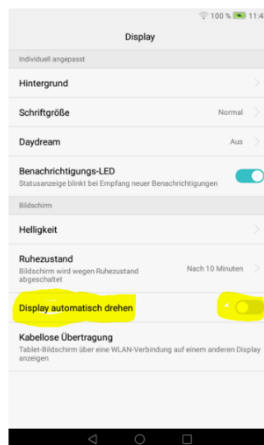 100 % 11:4
Display
Individuell angepasst
Hintergrund
Schriftgröße Normal
Daydream Aus
Benachrichtigungs-LED
Statusanzeige blinkt bei Empfang neuer Benachrichtigungen
Bildschirm
Helligkeit
Ruhezustand
Bildschirm wird wegen Ruhezustand Nach 10 Minuten
abgeschaltet
Display automatisch drehen
Kabellose Übertragung
Tablet-Bildschirm über eine WLAN-Verbindung auf einem anderen Display
anzeigen